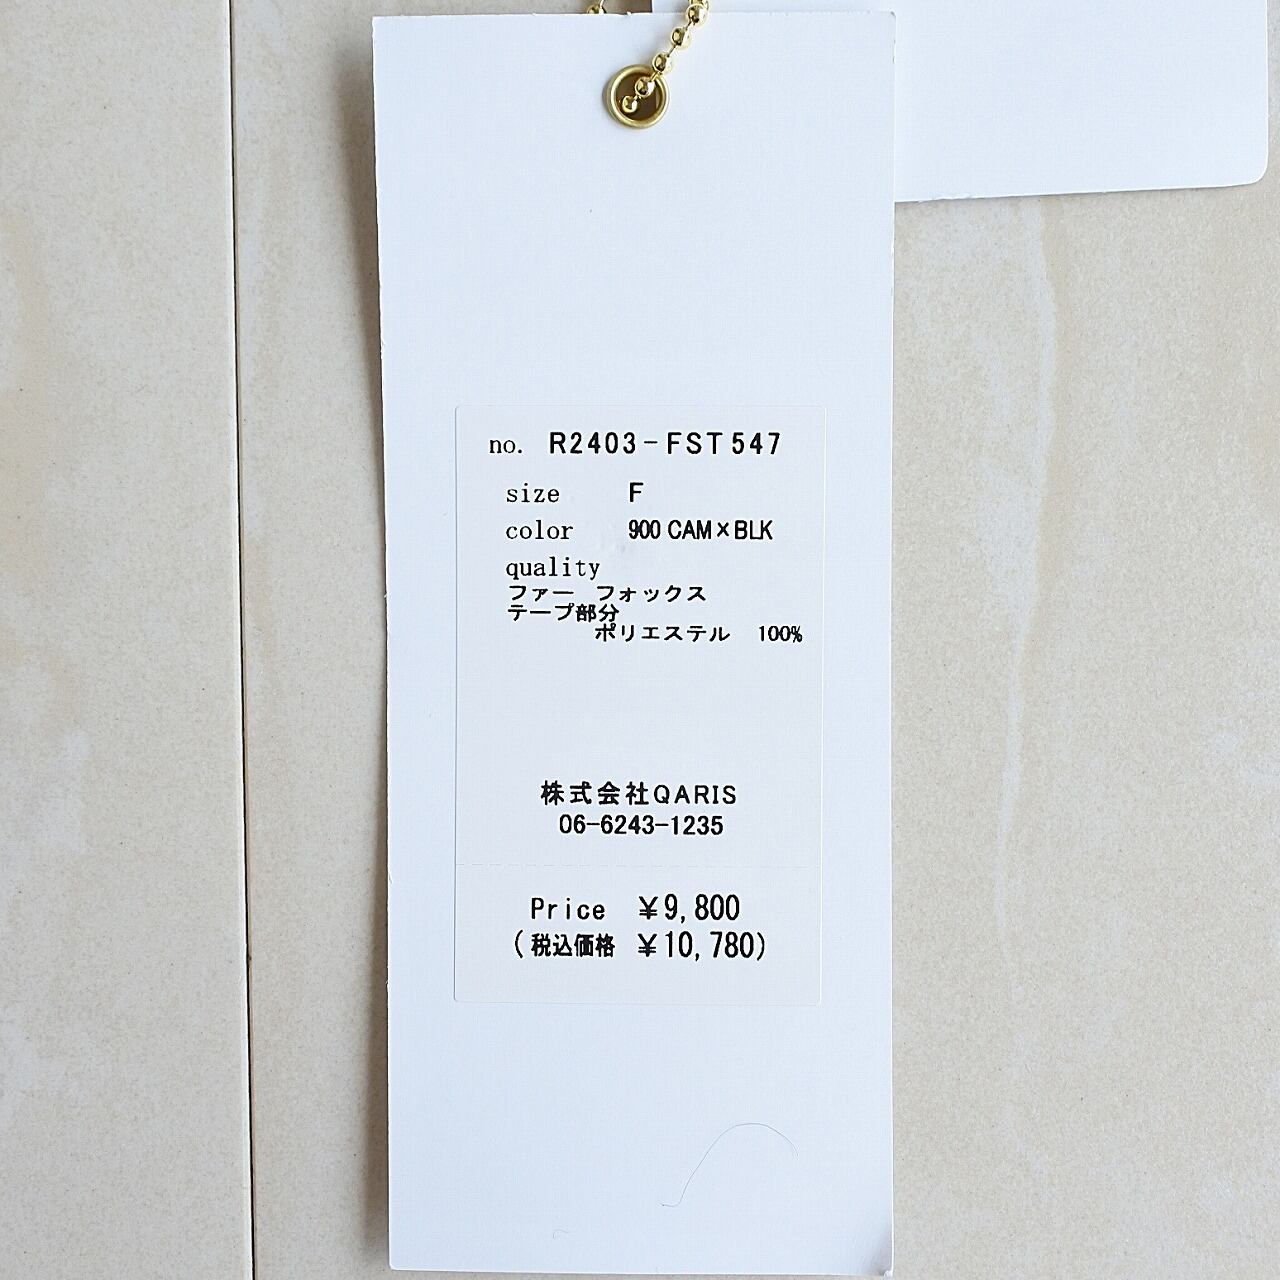 no. R2403-FST547
size F
color 900 CAM×BLK
quality
ファー フォックス
テープ部分
ポリエステル 100%
株式会社QARIS
06-6243-1235
Price ¥9,800
(税込価格 ¥10,780)